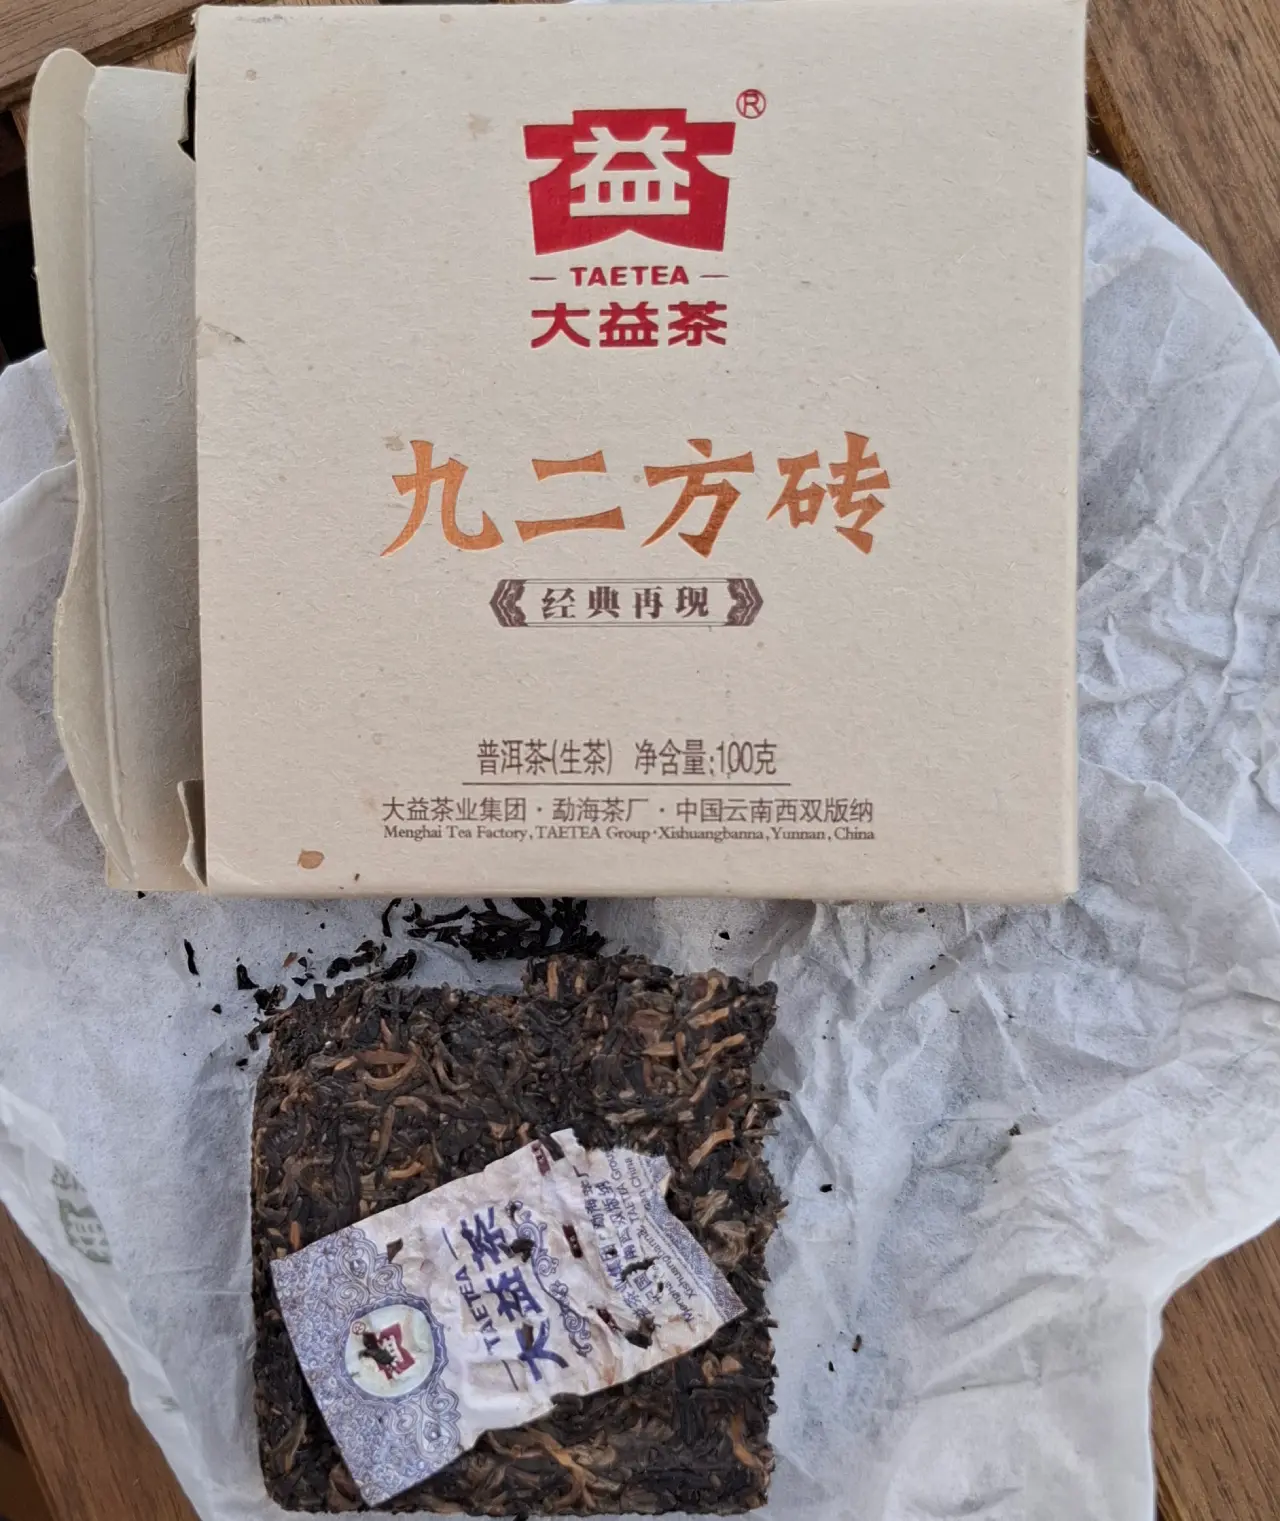 益®
TAETEA
大益茶
九二方砖
经典再现
普洱茶(生茶) 净含量:100克
大益茶业集团·勐海茶厂·中国云南西双版纳
Menghai Tea Factory, TAETEA Group·Xishuangbanna, Yunnan, China
益®
TAETEA
大益茶